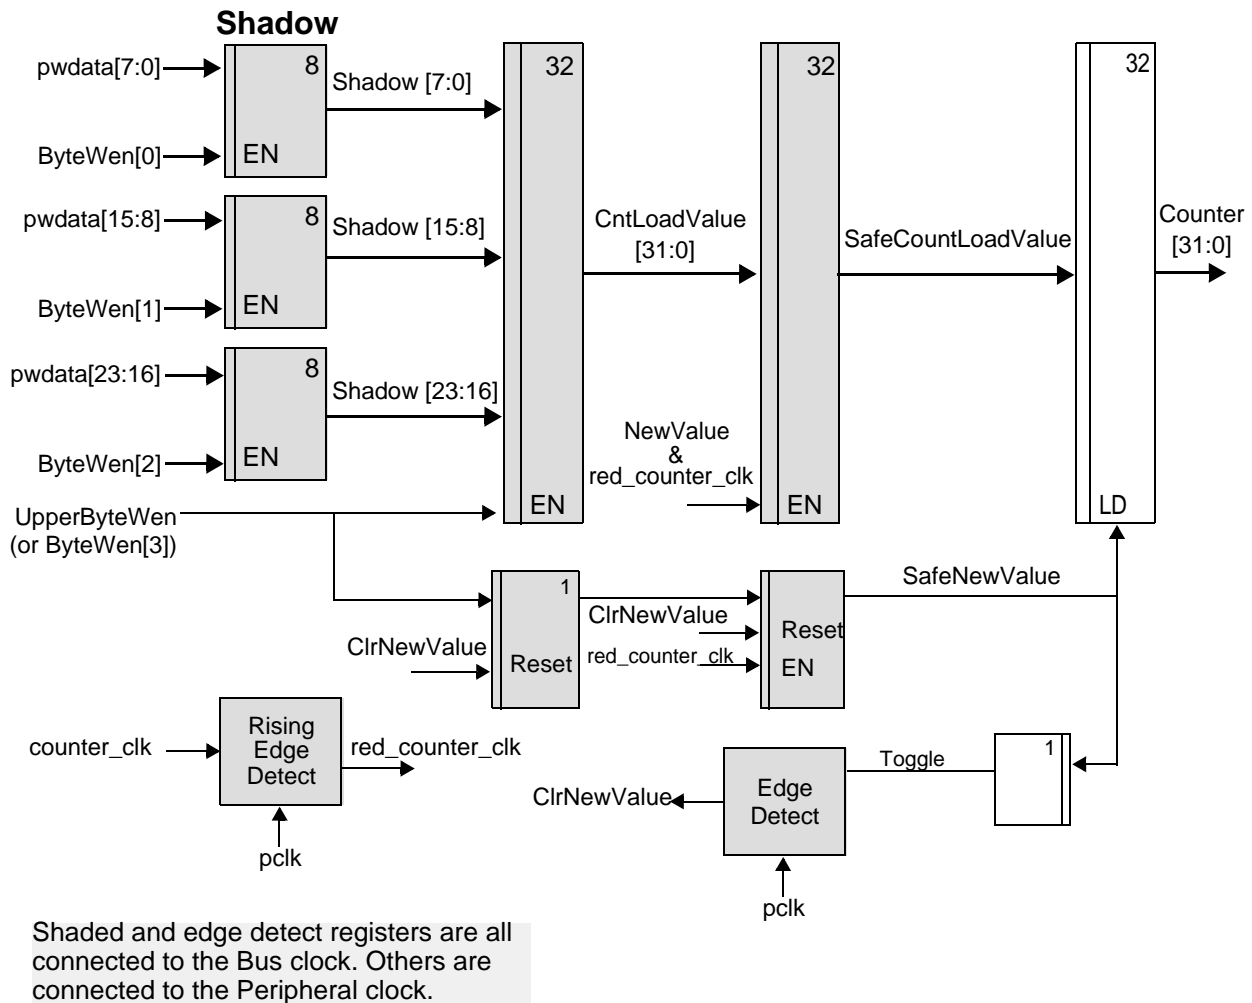 Shadow
pwdata[7:0]
8
Shadow [7:0]
32
32
32
ByteWen[0]
EN
pwdata[15:8]
8
Shadow [15:8]
CntLoadValue
[31:0]
SafeCountLoadValue
Counter
[31:0]
ByteWen[1]
EN
pwdata[23:16]
8
Shadow [23:16]
NewValue
&
red_counter_clk
ByteWen[2]
EN
EN
EN
LD
UpperByteWen
(or ByteWen[3])
1
ClrNewValue
Reset
ClrNewValue
red_counter_clk
Reset
EN
SafeNewValue
counter_clk
Rising
Edge
Detect
red_counter_clk
pclk
ClrNewValue
Edge
Detect
Toggle
1
pclk
Shaded and edge detect registers are all
connected to the Bus clock. Others are
connected to the Peripheral clock.